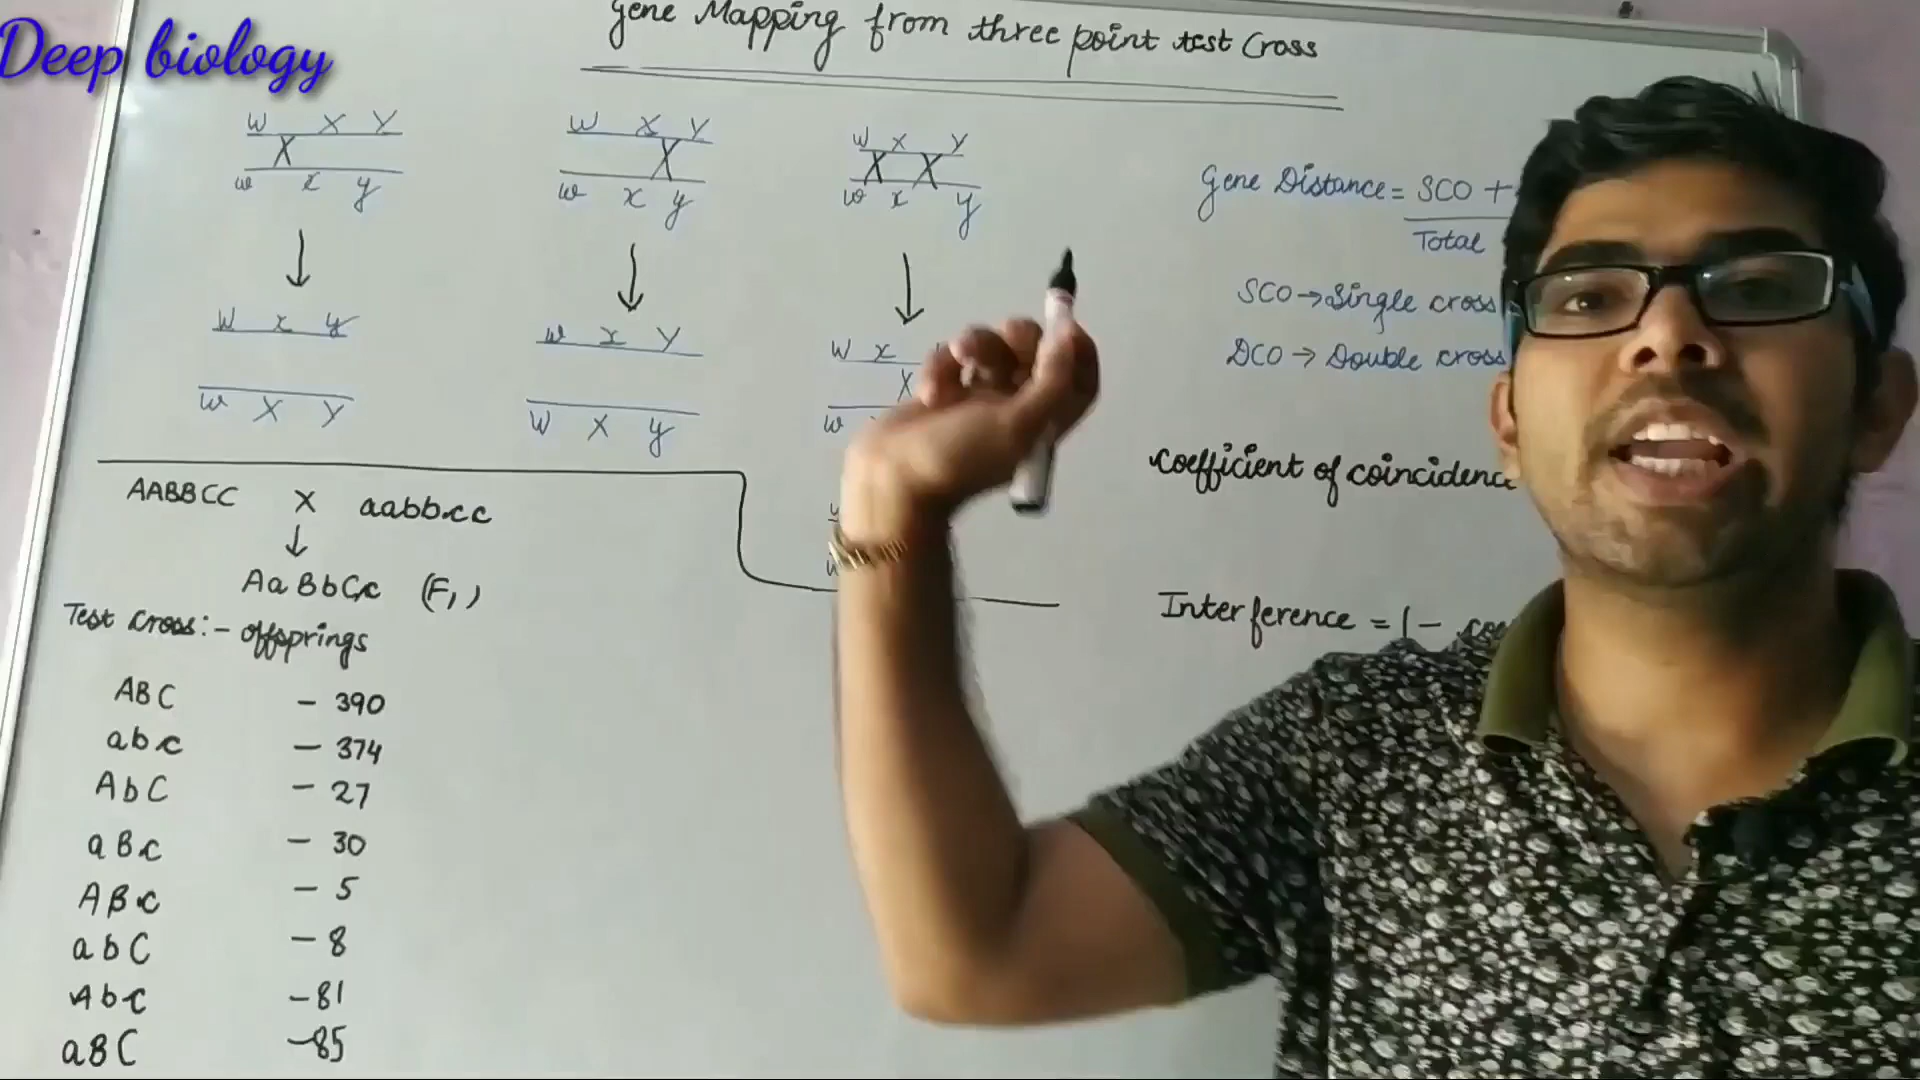 Deep biology
Gene Mapping from three point test Cross
W X Y
w x y
W x y
w X Y
W X Y
w x y
w x Y
W X y
W X Y
w x y
W x
w
AABBCC X aabbcc
AaBbCc (F1)
Test Cross:- offsprings
ABC - 390
abc - 374
AbC - 27
aBc - 30
ABc - 5
abC - 8
Abc - 81
aBC - 85
Gene Distance = SCO +
Total
SCO → Single cross
DCO → Double cross
coefficient of coincidence
Interference = 1 -